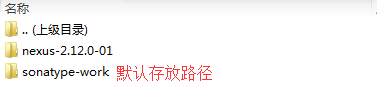 名称
.. (上级目录)
nexus-2.12.0-01
sonatype-work 默认存放路径